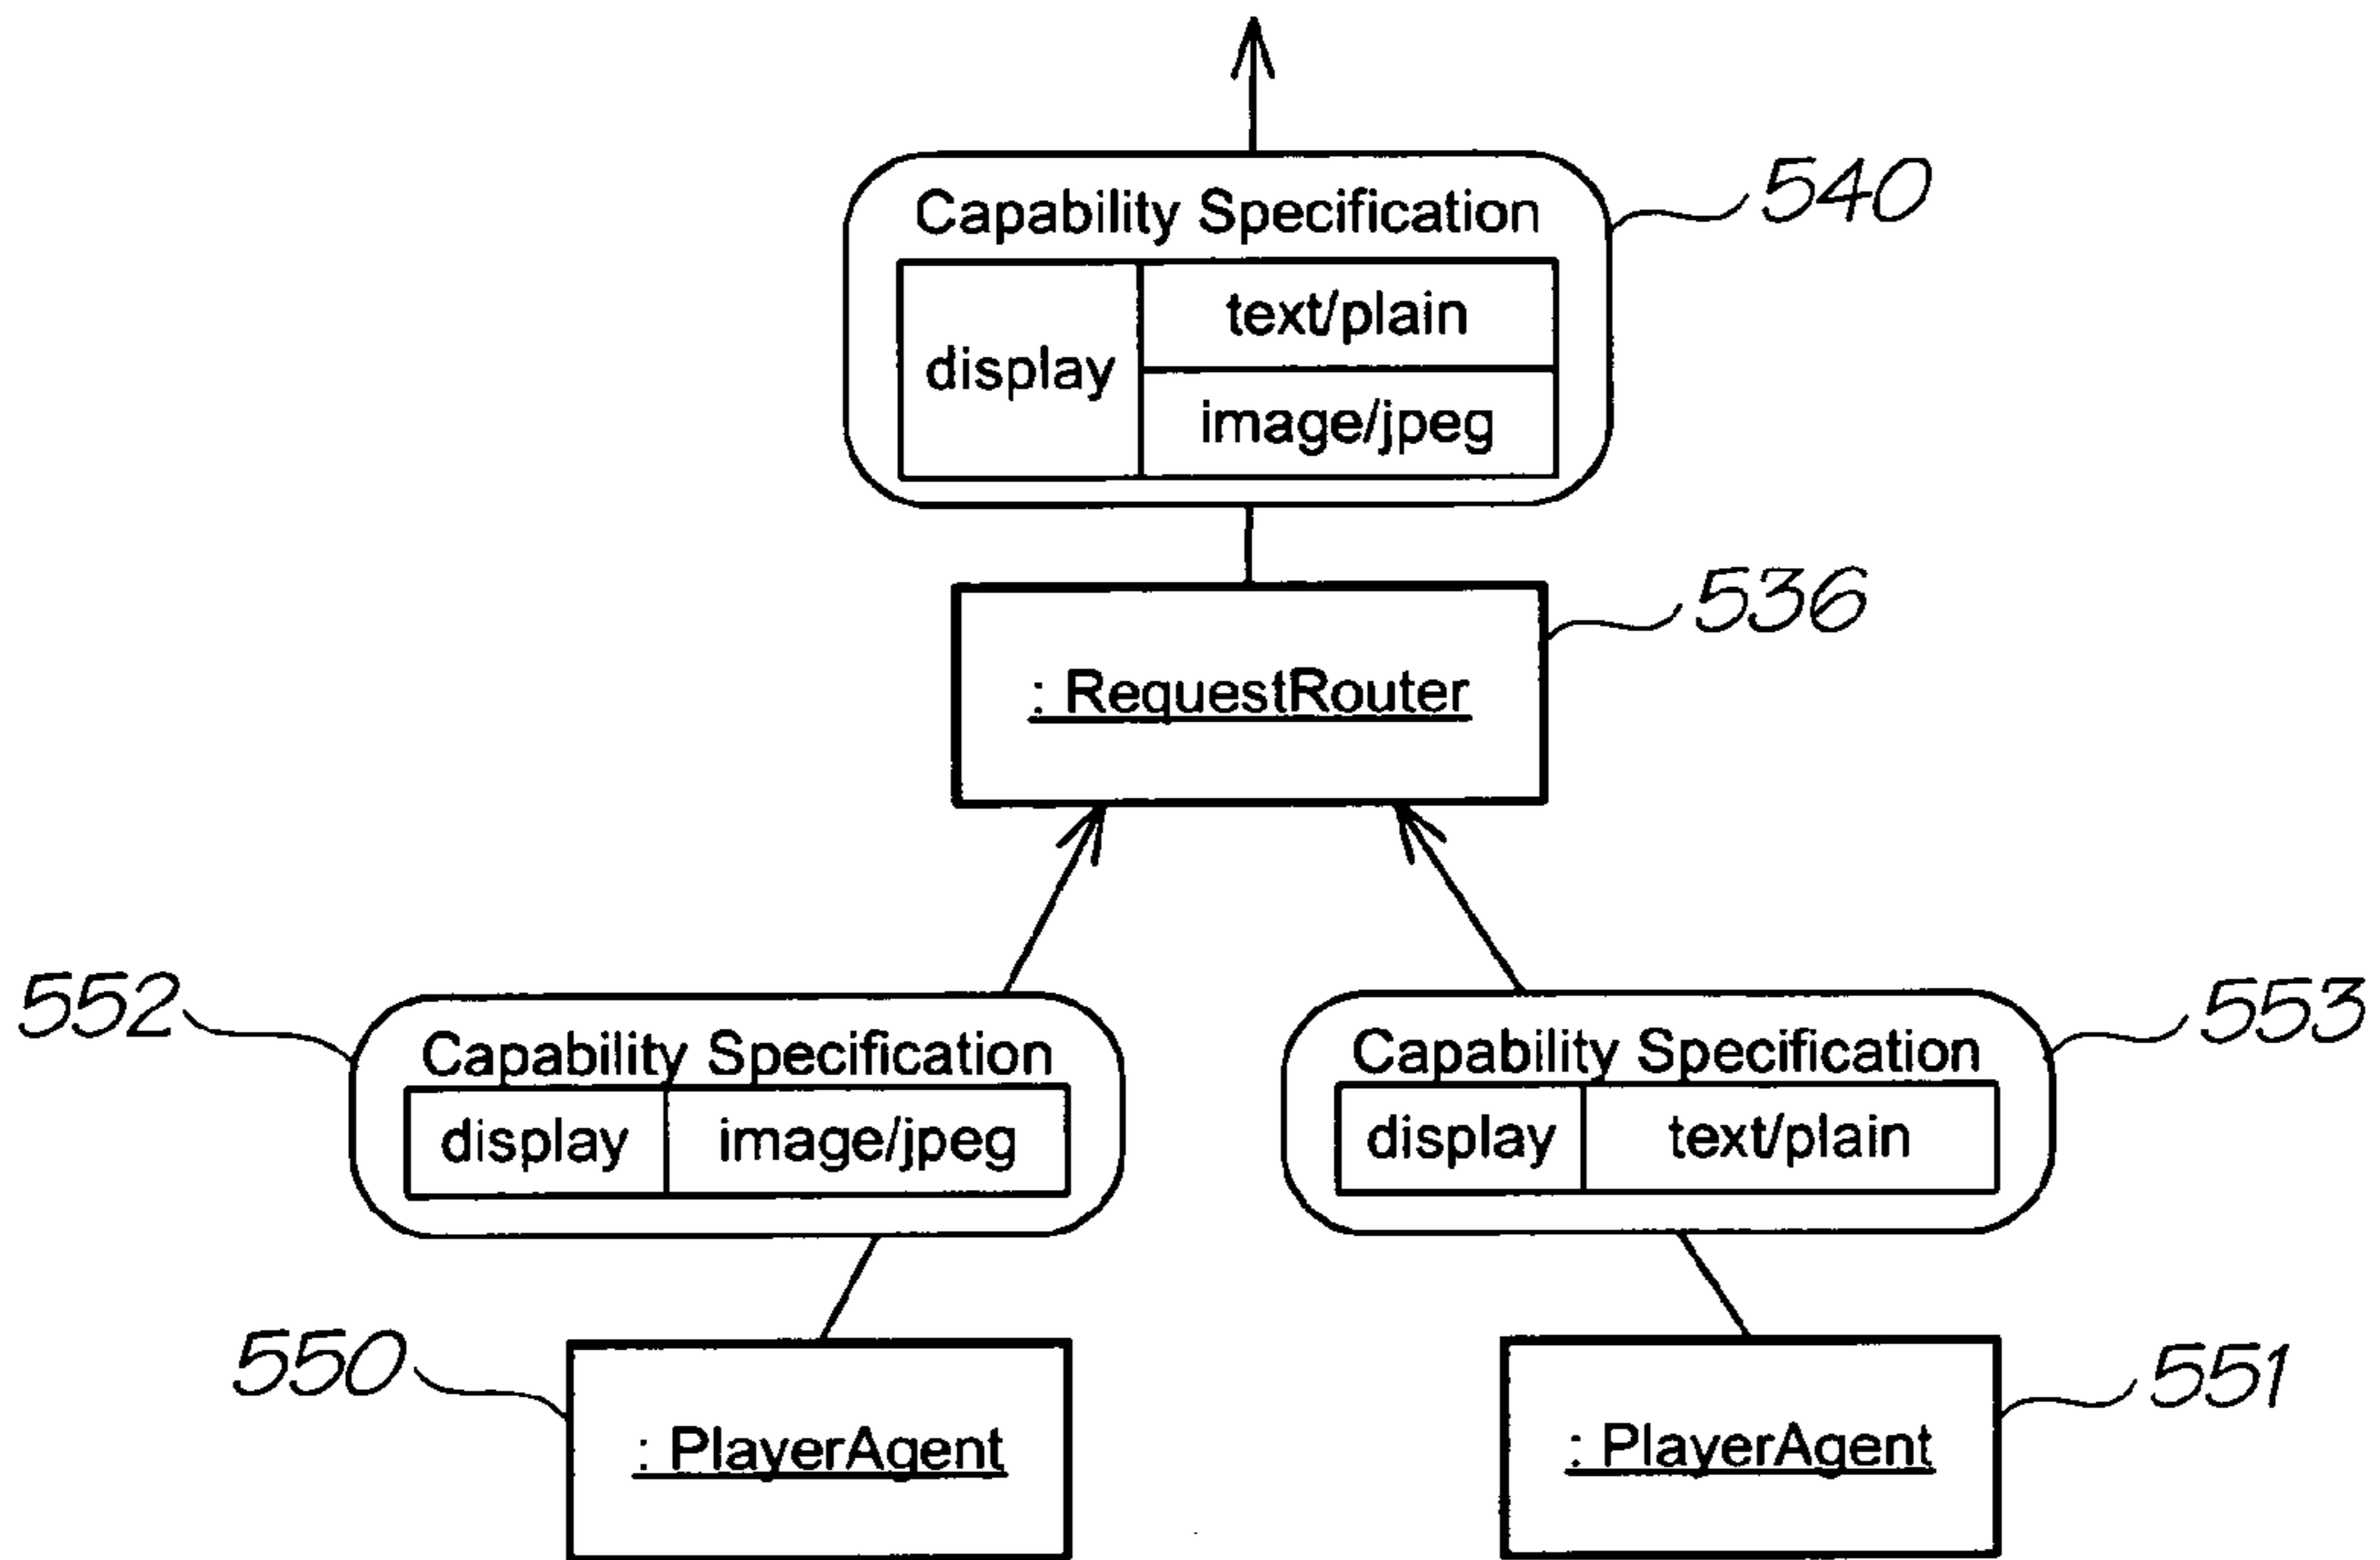 Capability Specification
540
display
text/plain
image/jpeg
536
: RequestRouter
552
Capability Specification
display image/jpeg
553
Capability Specification
display text/plain
550
: PlayerAgent
551
: PlayerAgent